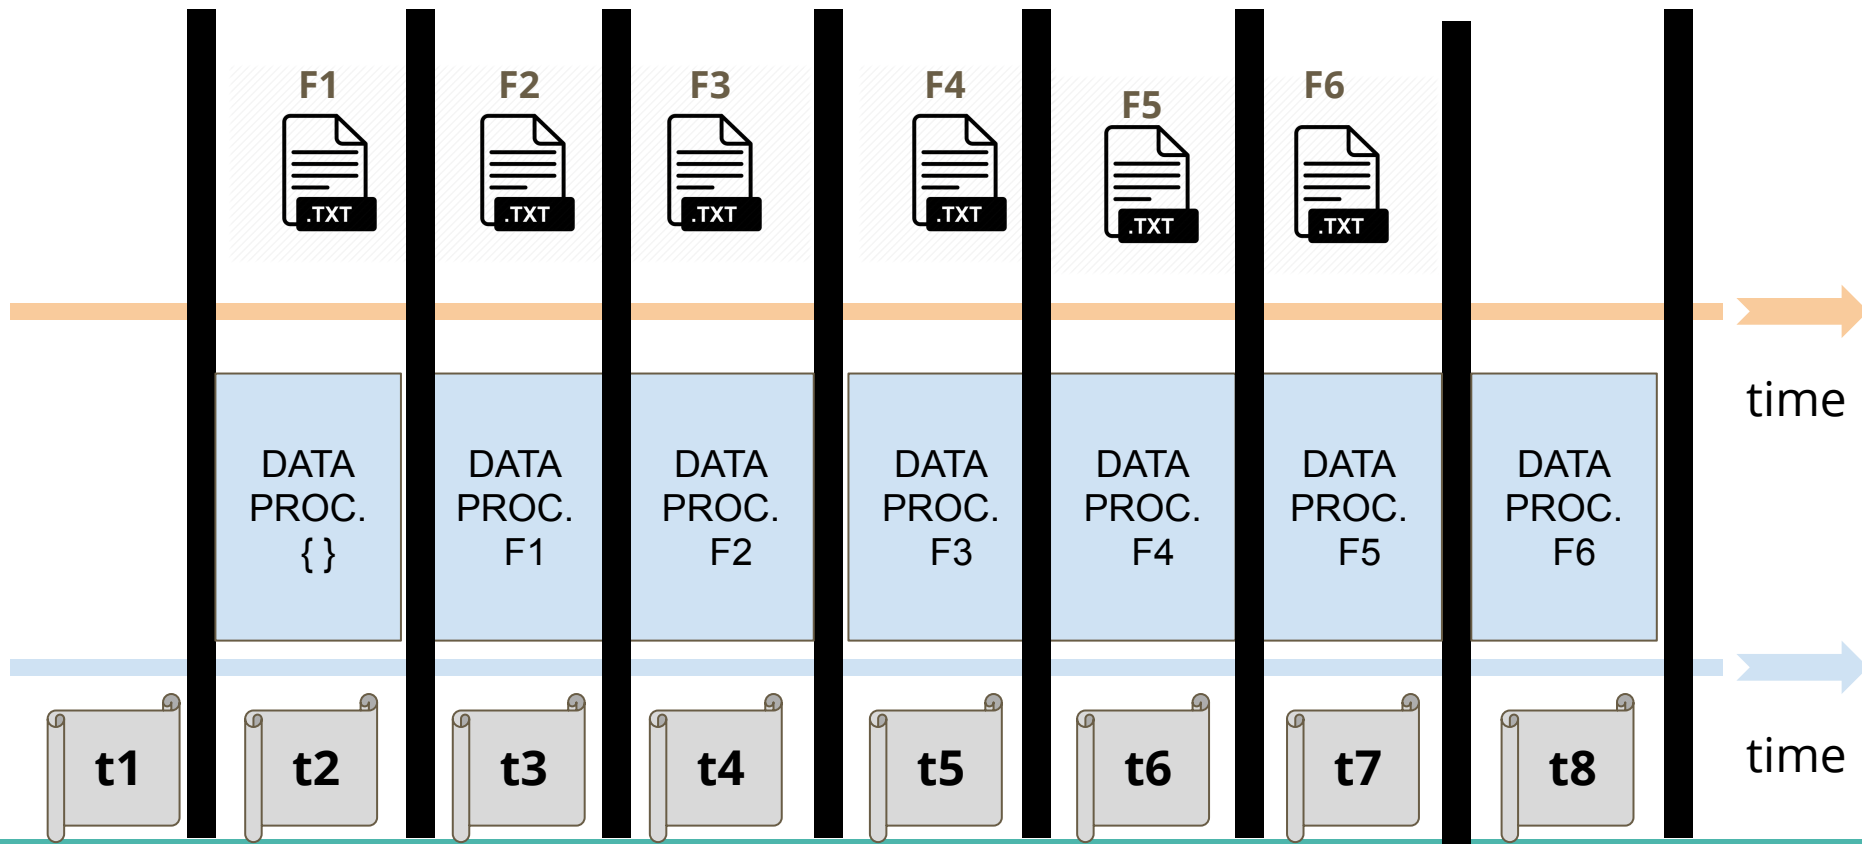 F1
F2
F3
F4
F5
F6
.TXT
.TXT
.TXT
.TXT
.TXT
.TXT
time
DATA
PROC.
{ }
DATA
PROC.
F1
DATA
PROC.
F2
DATA
PROC.
F3
DATA
PROC.
F4
DATA
PROC.
F5
DATA
PROC.
F6
time
t1
t2
t3
t4
t5
t6
t7
t8